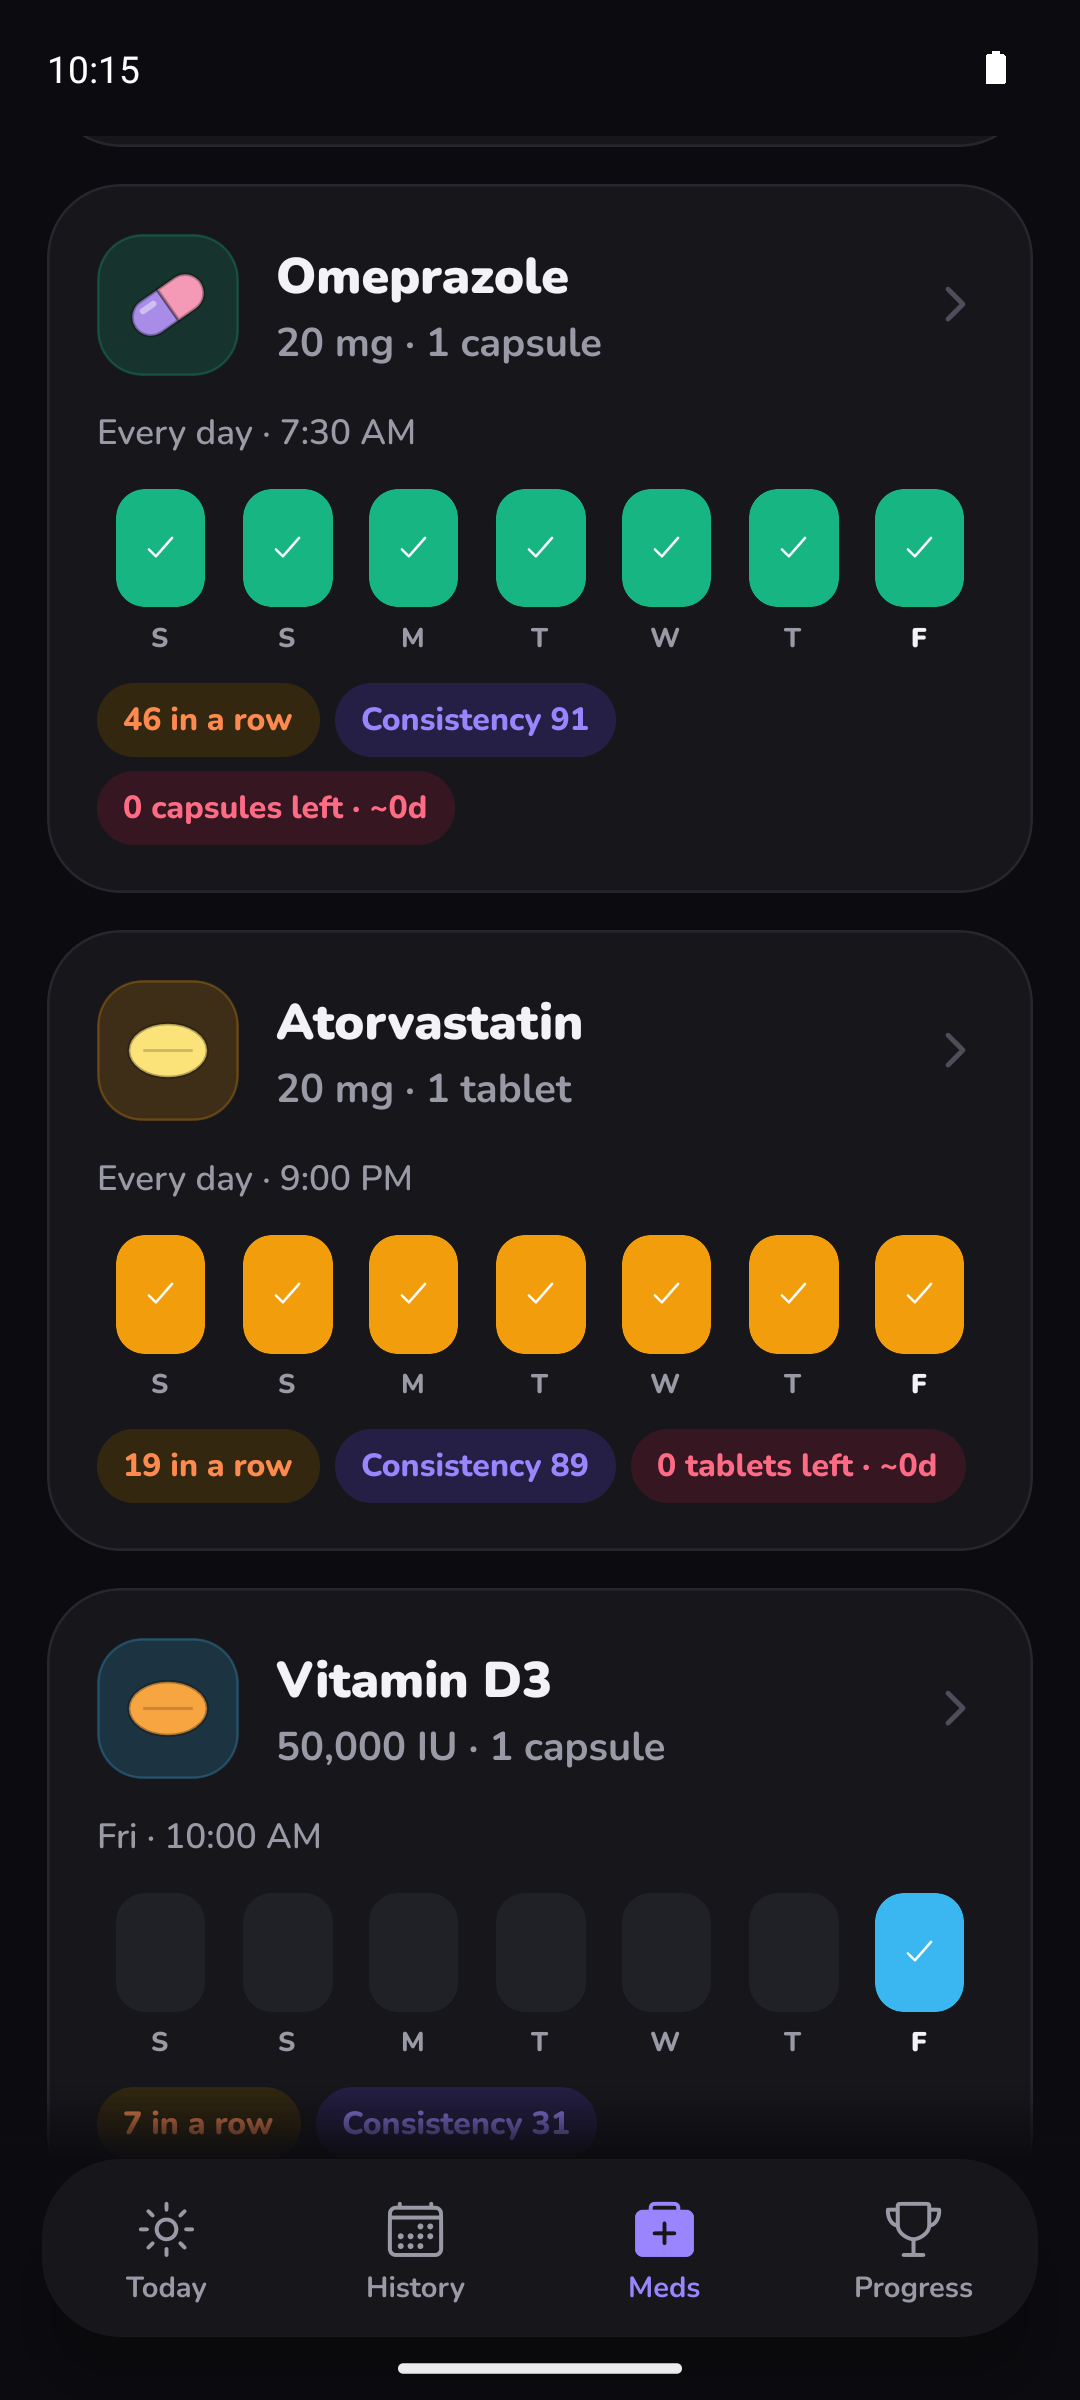 10:15
Omeprazole
20 mg · 1 capsule
Every day · 7:30 AM
S S M T W T F
46 in a row Consistency 91
0 capsules left · ~0d
Atorvastatin
20 mg · 1 tablet
Every day · 9:00 PM
S S M T W T F
19 in a row Consistency 89 0 tablets left · ~0d
Vitamin D3
50,000 IU · 1 capsule
Fri · 10:00 AM
S S M T W T F
7 in a row Consistency 31
Today History Meds Progress